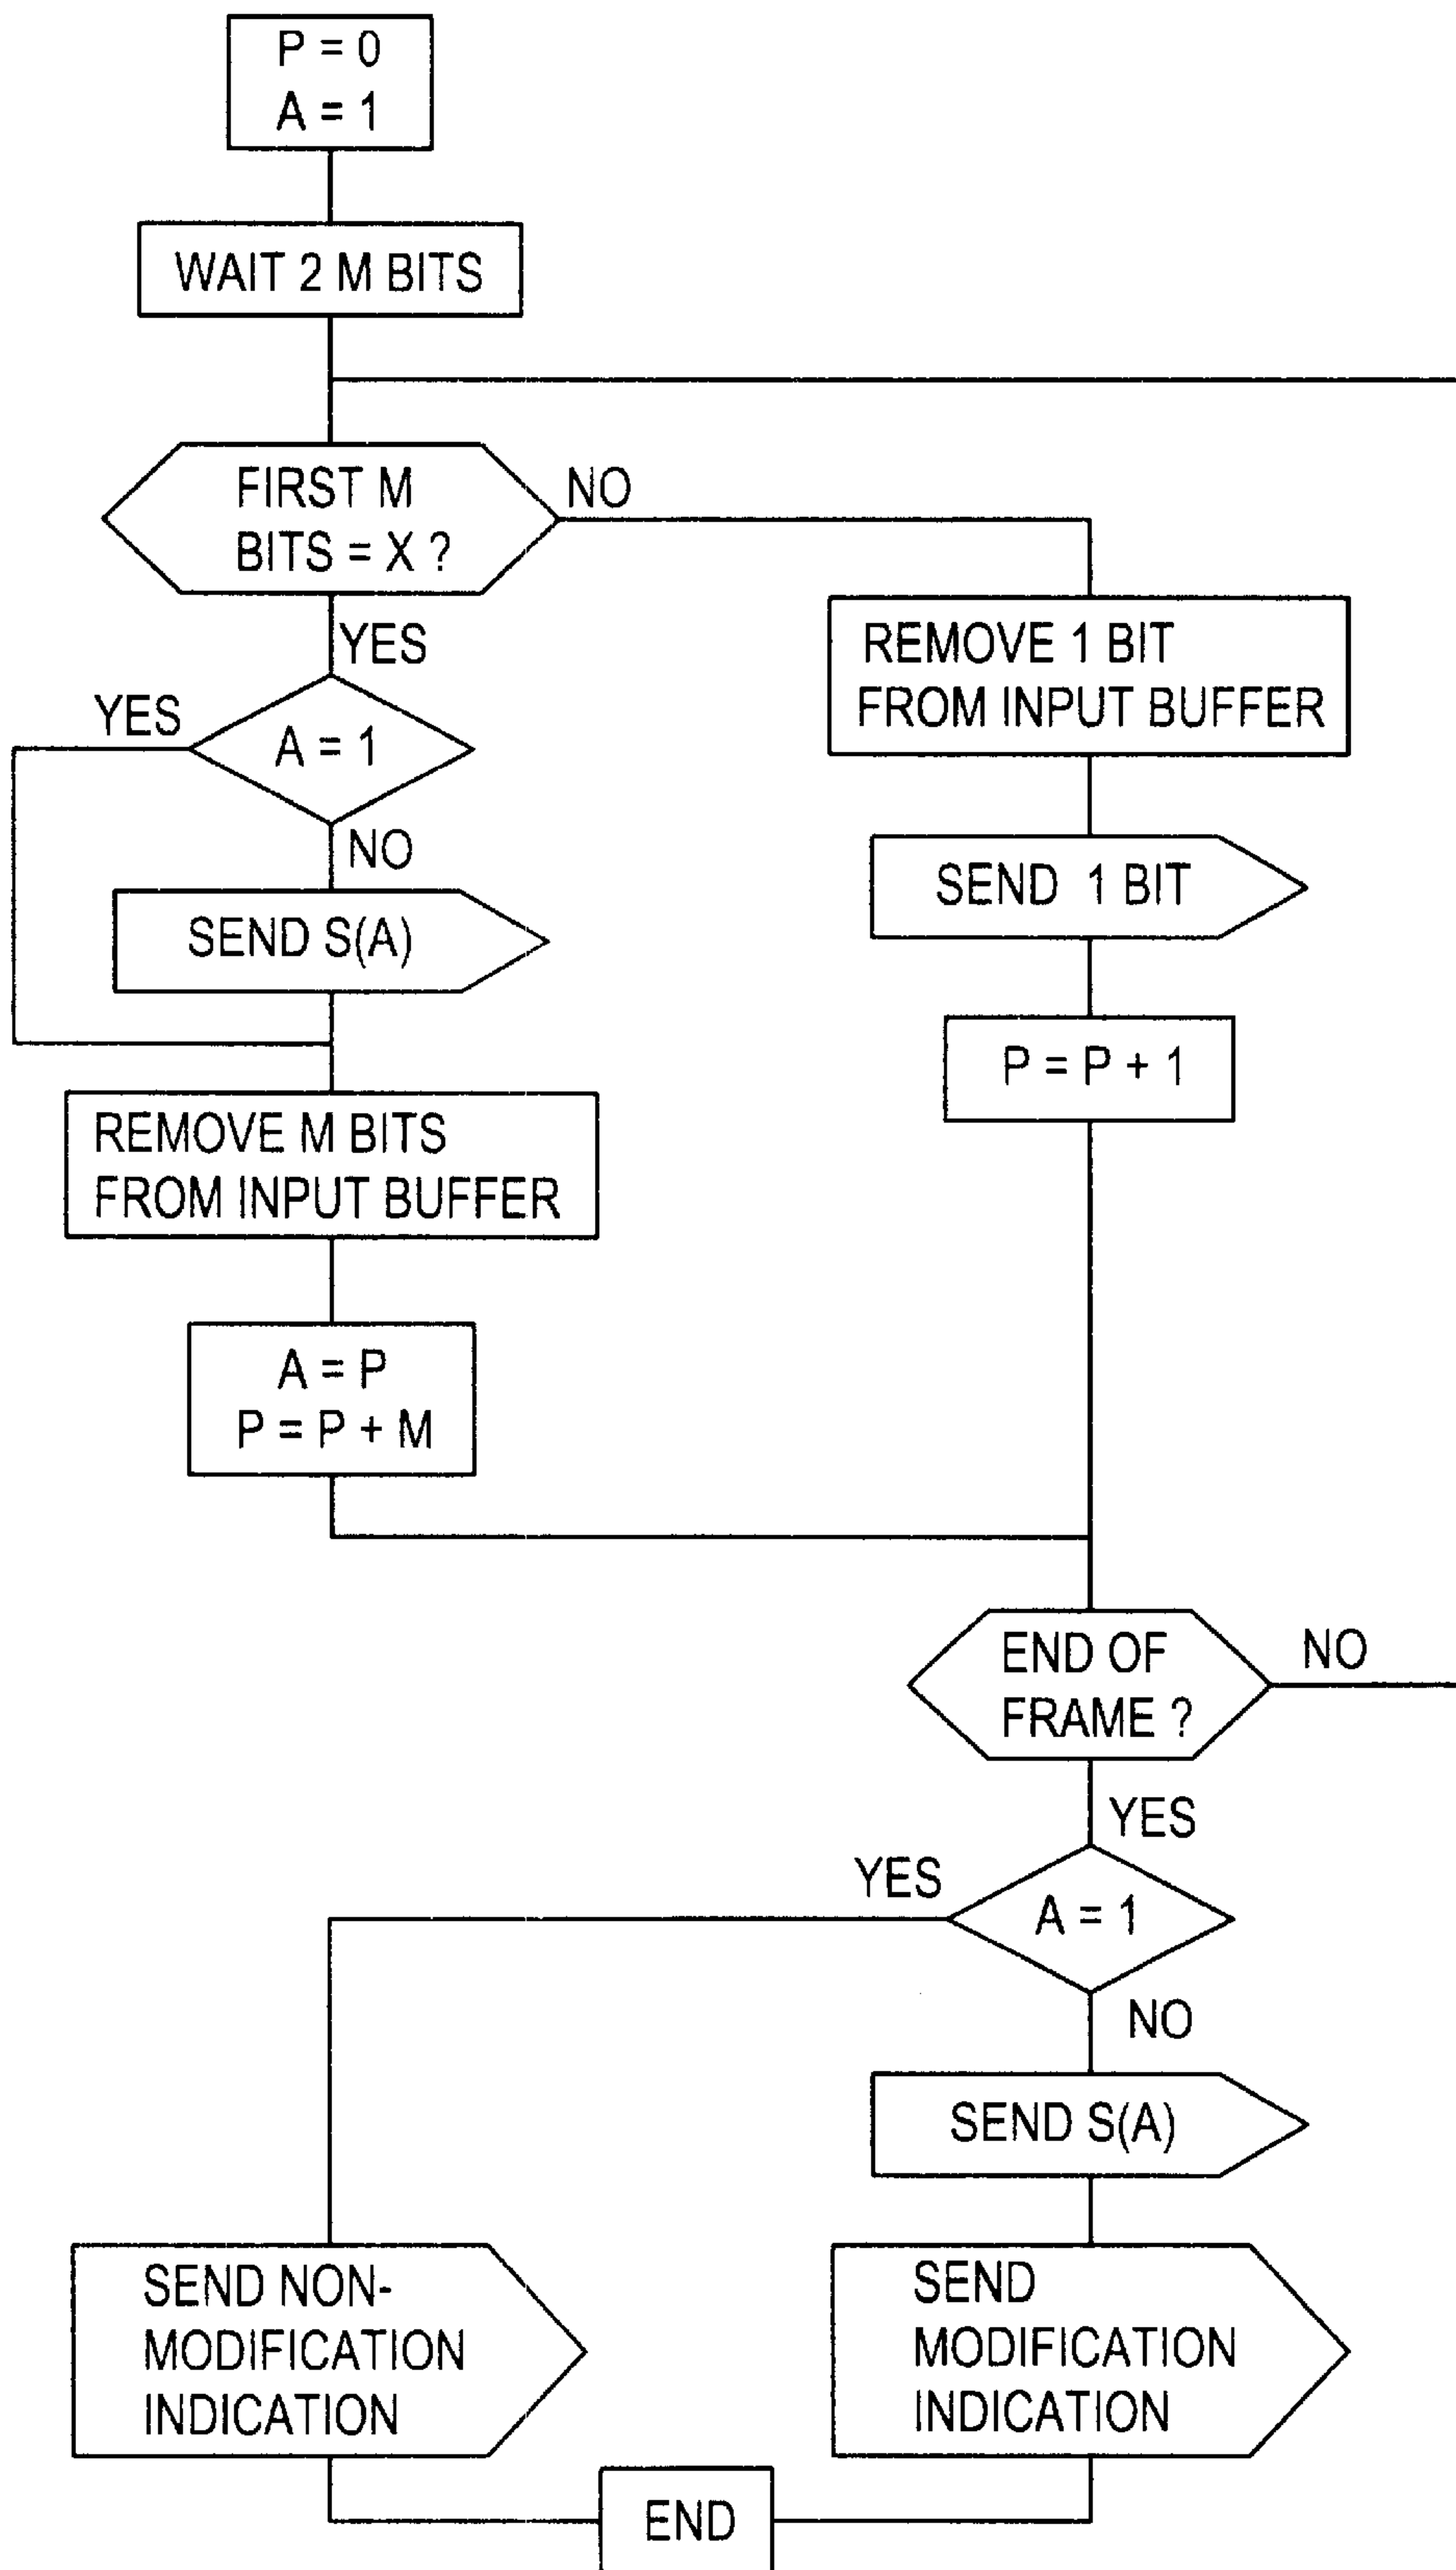 P = 0
A = 1
WAIT 2 M BITS
FIRST M
BITS = X ?
NO
YES
REMOVE 1 BIT
FROM INPUT BUFFER
YES
A = 1
NO
SEND 1 BIT
SEND S(A)
P = P + 1
REMOVE M BITS
FROM INPUT BUFFER
A = P
P = P + M
END OF
FRAME ?
NO
YES
YES
A = 1
NO
SEND S(A)
SEND NON-
MODIFICATION
INDICATION
SEND
MODIFICATION
INDICATION
END